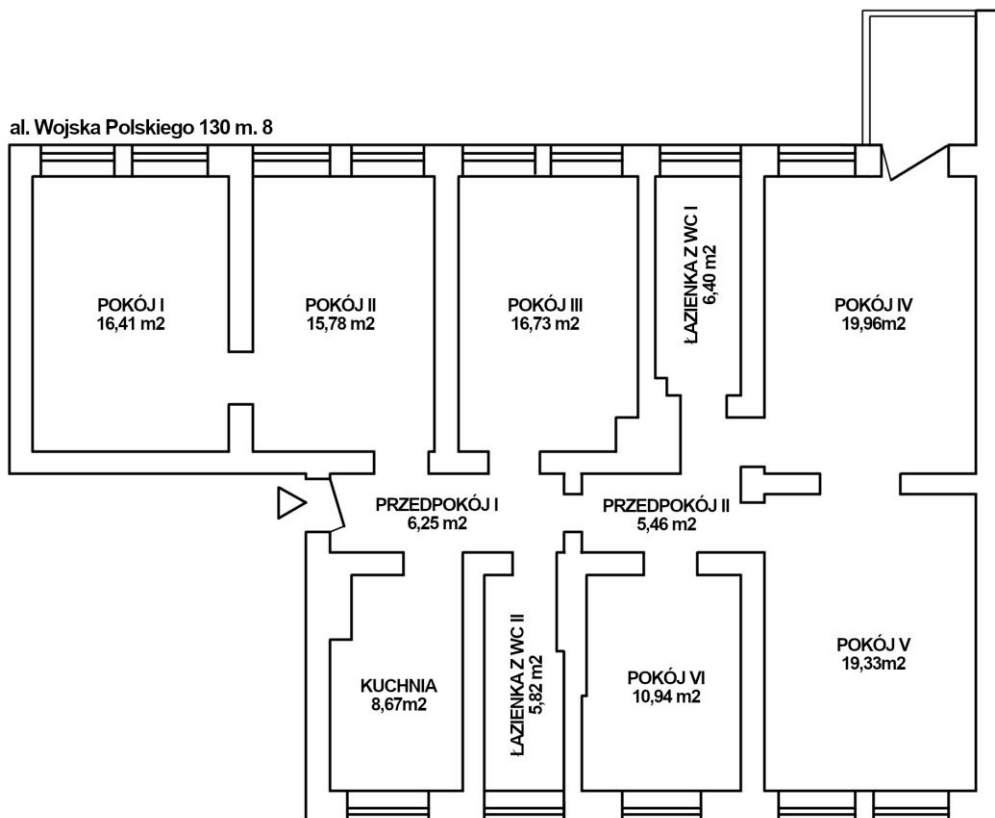 al. Wojska Polskiego 130 m. 8
POKÓJ I
16,41 m2
POKÓJ II
15,78 m2
POKÓJ III
16,73 m2
ŁAZIENKA Z WC I
6,40 m2
POKÓJ IV
19,96m2
PRZEDPOKÓJ I
6,25 m2
PRZEDPOKÓJ II
5,46 m2
KUCHNIA
8,67m2
ŁAZIENKA Z WC II
5,82 m2
POKÓJ VI
10,94 m2
POKÓJ V
19,33m2